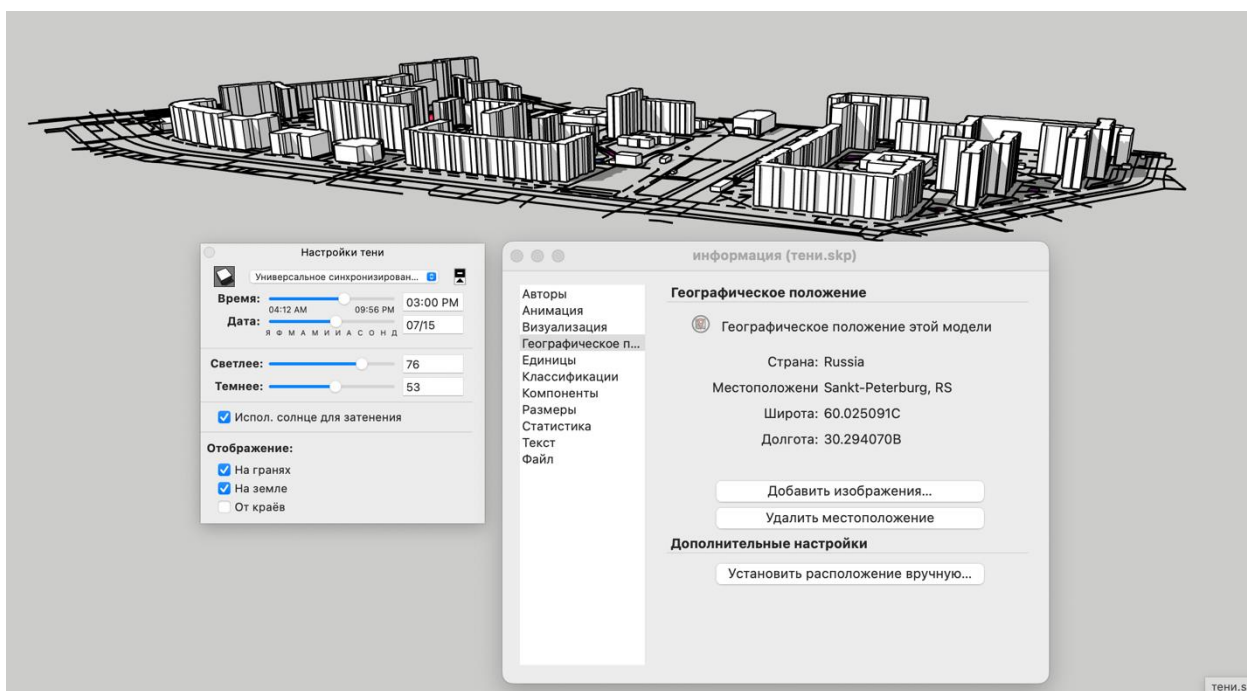 Настройки тени
Универсальное синхронизирован...
Время:
04:12 AM
09:56 PM
03:00 PM
Дата:
Я Ф М А М И И А С О Н Д
07/15
Светлее:
76
Темнее:
53
Испол. солнце для затенения
Отображение:
На гранях
На земле
От краёв
информация (тени.skp)
Авторы
Анимация
Визуализация
Географическое п...
Единицы
Классификации
Компоненты
Размеры
Статистика
Текст
Файл
Географическое положение
Географическое положение этой модели
Страна: Russia
Местоположени Sankt-Peterburg, RS
Широта: 60.025091С
Долгота: 30.294070В
Добавить изображения...
Удалить местоположение
Дополнительные настройки
Установить расположение вручную...
тени.s